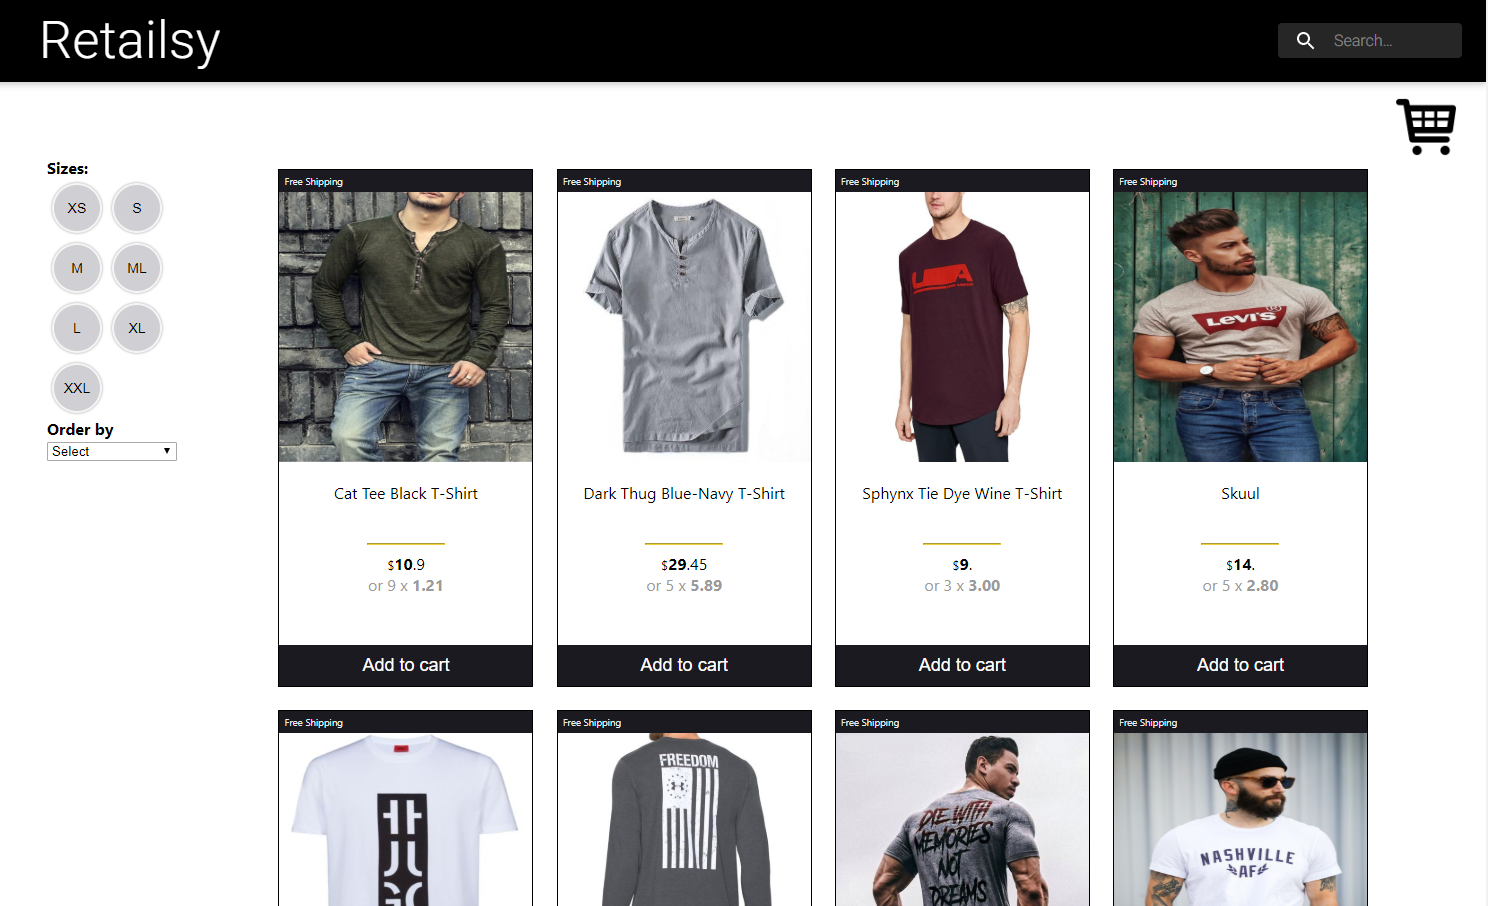 Retailsy
Search...
Sizes:
XS
S
M
ML
L
XL
XXL
Order by
Select
Free Shipping
Free Shipping
Free Shipping
Free Shipping
LEVI'S
Cat Tee Black T-Shirt
Dark Thug Blue-Navy T-Shirt
Sphynx Tie Dye Wine T-Shirt
Skuul
$10.9
$29.45
$9.
$14.
or 9 x 1.21
or 5 x 5.89
or 3 x 3.00
or 5 x 2.80
Add to cart
Add to cart
Add to cart
Add to cart
Free Shipping
Free Shipping
Free Shipping
Free Shipping
FREEDOM
DIE WITH
MEMORIES
NOT
DREAMS
NASHVILLE
AF